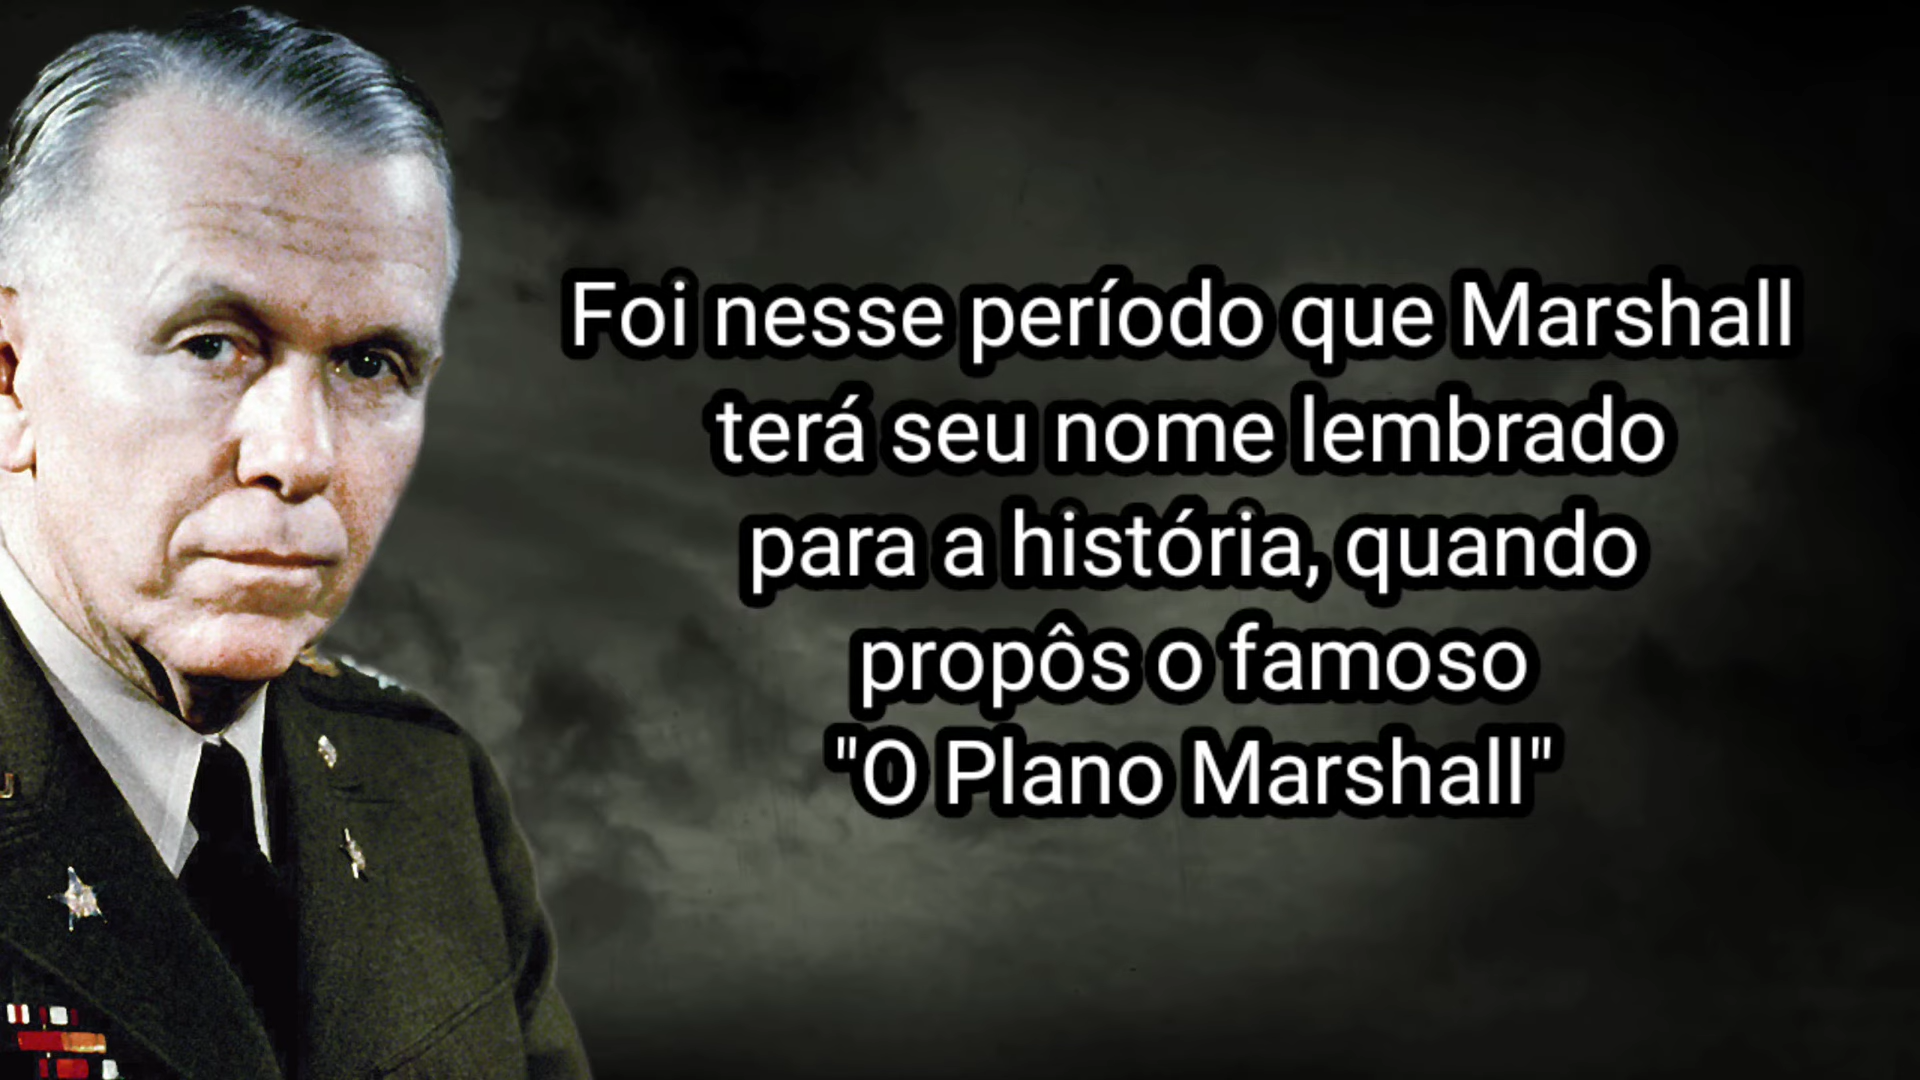 Foi nesse período que Marshall
terá seu nome lembrado
para a história, quando
propôs o famoso
"O Plano Marshall"